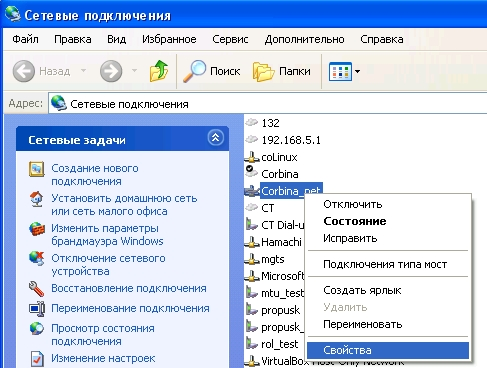 Сетевые подключения
Файл Правка Вид Избранное Сервис Дополнительно Справка
Назад Поиск Папки
Адрес: Сетевые подключения
Сетевые задачи
Создание нового подключения
Установить домашнюю сеть или сеть малого офиса
Изменить параметры брандмауэра Windows
Отключение сетевого устройства
Восстановление подключения
Переименование подключения
Просмотр состояния подключения
Изменение настроек
132
192.168.5.1
coLinux
Corbina
Corbina_net
CT
CT Dial-u
Hamachi
mgts
Microsoft
mtu_test
propusk
propusk_
rol_test
VirtualBox Host-Only Network
Отключить
Состояние
Исправить
Подключения типа мост
Создать ярлык
Удалить
Переименовать
Свойства